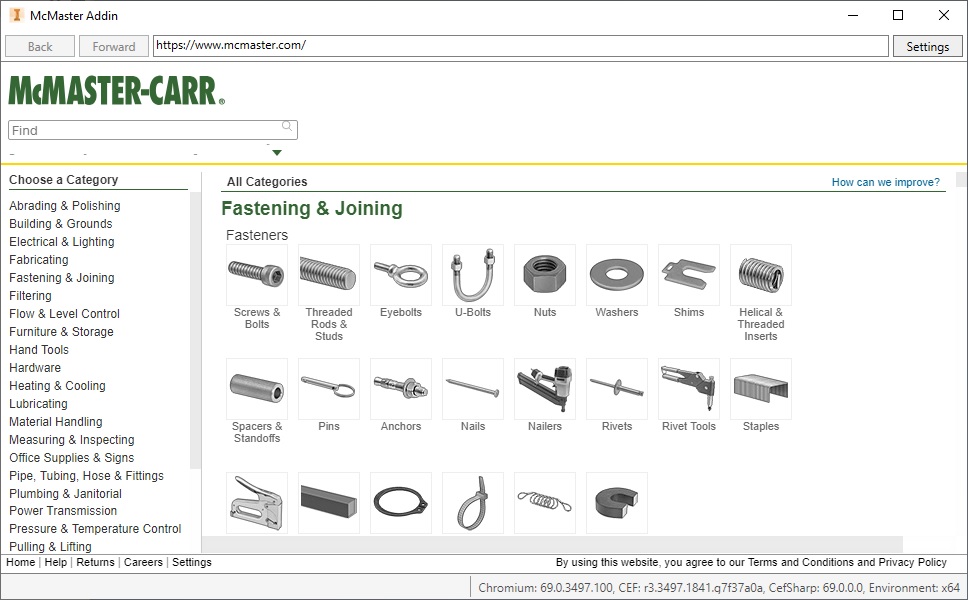 McMaster Addin
Back Forward https://www.mcmaster.com/ Settings
McMASTER-CARR®
Find
Choose a Category
Abrading & Polishing
Building & Grounds
Electrical & Lighting
Fabricating
Fastening & Joining
Filtering
Flow & Level Control
Furniture & Storage
Hand Tools
Hardware
Heating & Cooling
Lubricating
Material Handling
Measuring & Inspecting
Office Supplies & Signs
Pipe, Tubing, Hose & Fittings
Plumbing & Janitorial
Power Transmission
Pressure & Temperature Control
Pulling & Lifting
All Categories How can we improve?
Fastening & Joining
Fasteners
Screws &
Bolts
Threaded
Rods &
Studs
Eyebolts
U-Bolts
Nuts
Washers
Shims
Helical &
Threaded
Inserts
Spacers &
Standoffs
Pins
Anchors
Nails
Nailers
Rivets
Rivet Tools
Staples
Home | Help | Returns | Careers | Settings By using this website, you agree to our Terms and Conditions and Privacy Policy
Chromium: 69.0.3497.100, CEF: r3.3497.1841.g7f37a0a, CefSharp: 69.0.0.0, Environment: x64